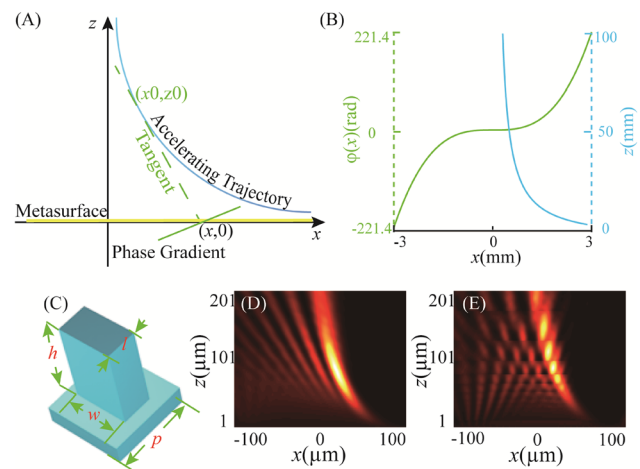 (A)
z
(x0,z0)
Accelerating Trajectory
Tangent
Metasurface
(x,0)
x
Phase Gradient
(B)
221.4
100
φ(x)(rad)
0
50
z(mm)
-221.4
0
-3
0
3
x(mm)
(C)
h
l
w
p
(D)
201
z(μm)
101
1
-100
0
100
x(μm)
(E)
201
z(μm)
101
1
-100
0
100
x(μm)